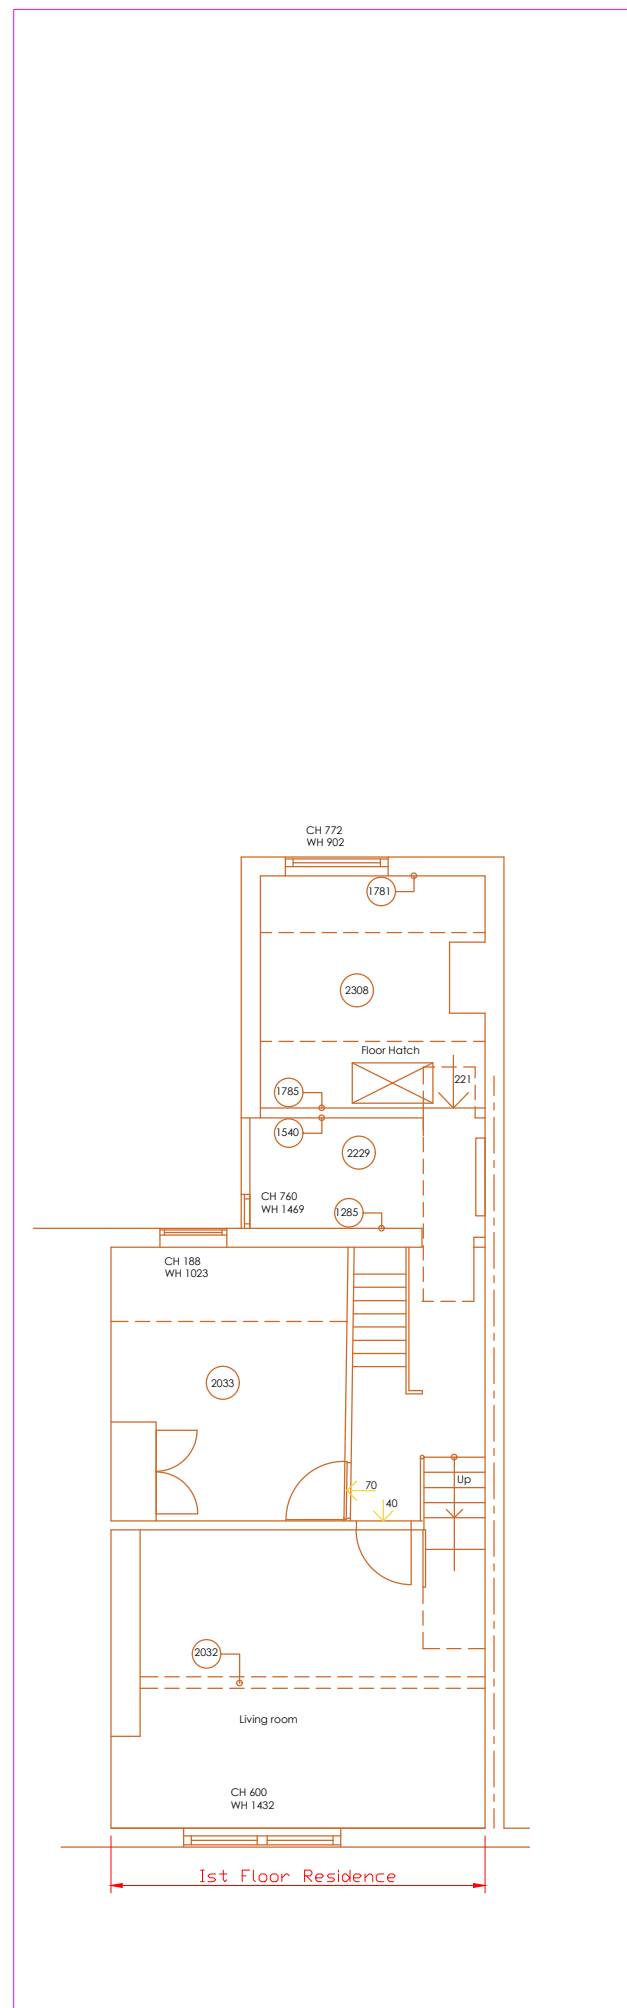 CH 772
WH 902
1781
2308
Floor Hatch
221
1785
1540
2229
CH 760
WH 1469
1285
CH 188
WH 1023
2033
70
Up
40
2032
Living room
CH 600
WH 1432
Ist Floor Residence